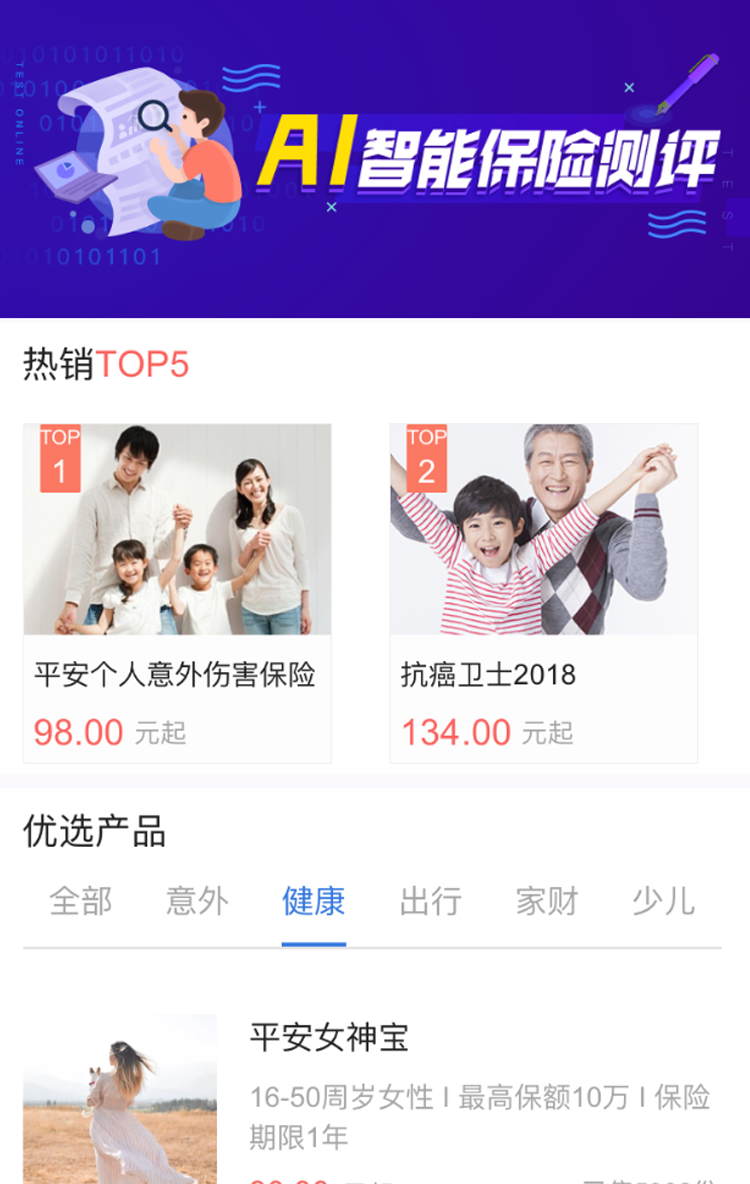 TEST ONLINE
AI智能保险测评
TEST
热销TOP5
TOP
1
TOP
2
平安个人意外伤害保险
抗癌卫士2018
98.00 元起
134.00 元起
优选产品
全部 意外 健康 出行 家财 少儿
平安女神宝
16-50周岁女性 I 最高保额10万 I 保险
期限1年